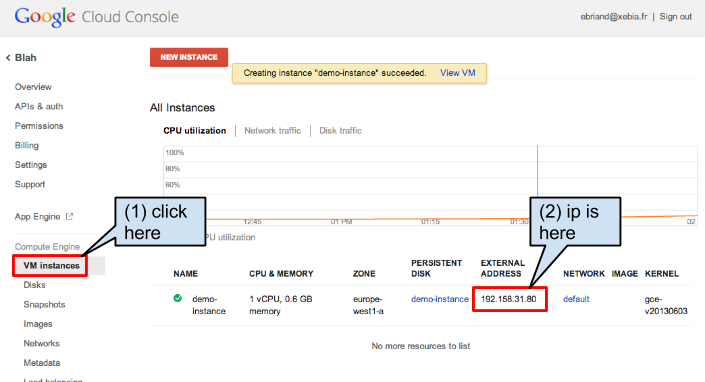 Google Cloud Console
ebriand@xebia.fr | Sign out
Blah
NEW INSTANCE
Creating instance "demo-instance" succeeded. View VM
Overview
APIs & auth
Permissions
Billing
Settings
Support
App Engine
Compute Engine
VM instances
Disks
Snapshots
Images
Networks
Metadata
Load balancing
All Instances
CPU utilization | Network traffic | Disk traffic
100%
80%
60%
12:45 01 PM 01:15 01:30 02
utilization
(1) click
here
(2) ip is
here
NAME CPU & MEMORY ZONE PERSISTENT DISK EXTERNAL ADDRESS NETWORK IMAGE KERNEL
demo-instance 1 vCPU, 0.6 GB memory europe-west1-a demo-instance 192.158.31.80 default gce-v20130603
No more resources to list